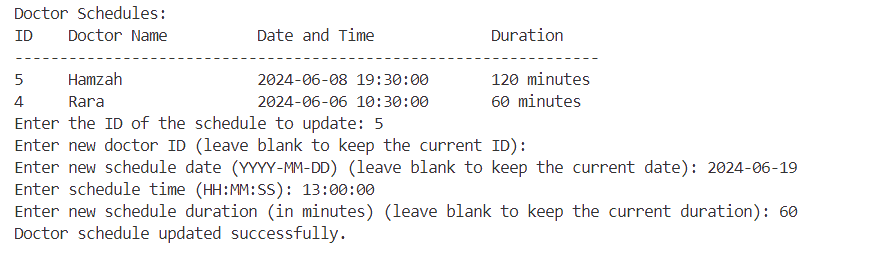 Doctor Schedules:
ID    Doctor Name          Date and Time             Duration
-----------------------------------------------------------------
5     Hamzah               2024-06-08 19:30:00       120 minutes
4     Rara                 2024-06-06 10:30:00       60 minutes
Enter the ID of the schedule to update: 5
Enter new doctor ID (leave blank to keep the current ID):
Enter new schedule date (YYYY-MM-DD) (leave blank to keep the current date): 2024-06-19
Enter schedule time (HH:MM:SS): 13:00:00
Enter new schedule duration (in minutes) (leave blank to keep the current duration): 60
Doctor schedule updated successfully.